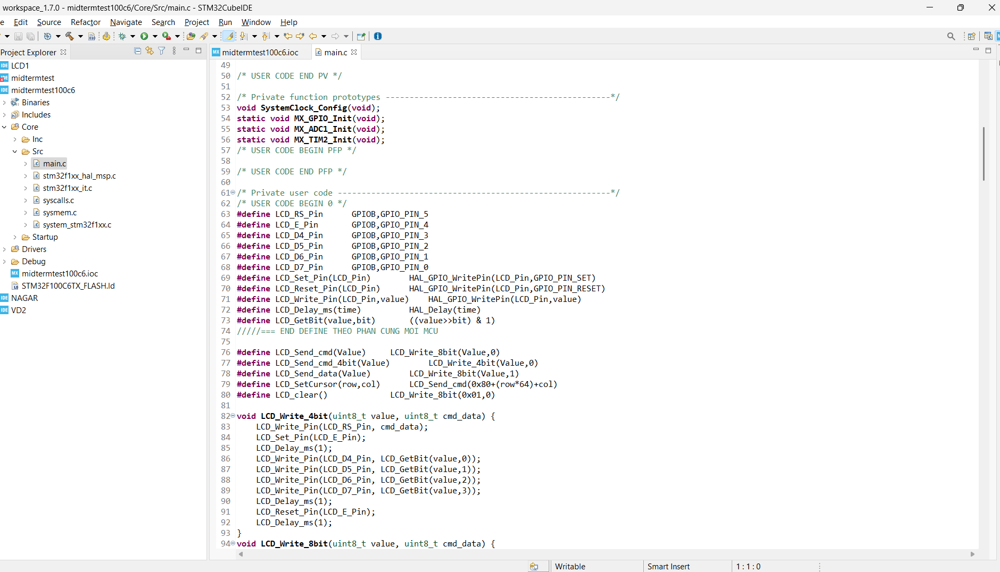 workspace_1.7.0 - midtermtest100c6/Core/Src/main.c - STM32CubeIDE
e Edit Source Refactor Navigate Search Project Run Window Help
Project Explorer
LCD1
midtermtest
midtermtest100c6
Binaries
Includes
Core
Inc
Src
main.c
stm32f1xx_hal_msp.c
stm32f1xx_it.c
syscalls.c
sysmem.c
system_stm32f1xx.c
Startup
Drivers
Debug
midtermtest100c6.ioc
STM32F100C6TX_FLASH.ld
NAGAR
VD2
midtermtest100c6.ioc main.c
49
50 /* USER CODE END PV */
51
52 /* Private function prototypes -----------------------------------------------*/
53 void SystemClock_Config(void);
54 static void MX_GPIO_Init(void);
55 static void MX_ADC1_Init(void);
56 static void MX_TIM2_Init(void);
57 /* USER CODE BEGIN PFP */
58
59 /* USER CODE END PFP */
60
61 /* Private user code ---------------------------------------------------------*/
62 /* USER CODE BEGIN 0 */
63 #define LCD_RS_Pin      GPIOB,GPIO_PIN_5
64 #define LCD_E_Pin       GPIOB,GPIO_PIN_4
65 #define LCD_D4_Pin      GPIOB,GPIO_PIN_3
66 #define LCD_D5_Pin      GPIOB,GPIO_PIN_2
67 #define LCD_D6_Pin      GPIOB,GPIO_PIN_1
68 #define LCD_D7_Pin      GPIOB,GPIO_PIN_0
69 #define LCD_Set_Pin(LCD_Pin)        HAL_GPIO_WritePin(LCD_Pin,GPIO_PIN_SET)
70 #define LCD_Reset_Pin(LCD_Pin)      HAL_GPIO_WritePin(LCD_Pin,GPIO_PIN_RESET)
71 #define LCD_Write_Pin(LCD_Pin,value)    HAL_GPIO_WritePin(LCD_Pin,value)
72 #define LCD_Delay_ms(time)          HAL_Delay(time)
73 #define LCD_GetBit(value,bit)       ((value>>bit) & 1)
74 /////=== END DEFINE THEO PHAN CUNG MOI MCU
75
76 #define LCD_Send_cmd(Value)     LCD_Write_8bit(Value,0)
77 #define LCD_Send_cmd_4bit(Value)        LCD_Write_4bit(Value,0)
78 #define LCD_Send_data(Value)        LCD_Write_8bit(Value,1)
79 #define LCD_SetCursor(row,col)      LCD_Send_cmd(0x80+(row*64)+col)
80 #define LCD_clear()             LCD_Write_8bit(0x01,0)
81
82 void LCD_Write_4bit(uint8_t value, uint8_t cmd_data) {
83     LCD_Write_Pin(LCD_RS_Pin, cmd_data);
84     LCD_Set_Pin(LCD_E_Pin);
85     LCD_Delay_ms(1);
86     LCD_Write_Pin(LCD_D4_Pin, LCD_GetBit(value,0));
87     LCD_Write_Pin(LCD_D5_Pin, LCD_GetBit(value,1));
88     LCD_Write_Pin(LCD_D6_Pin, LCD_GetBit(value,2));
89     LCD_Write_Pin(LCD_D7_Pin, LCD_GetBit(value,3));
90     LCD_Delay_ms(1);
91     LCD_Reset_Pin(LCD_E_Pin);
92     LCD_Delay_ms(1);
93 }
94 void LCD_Write_8bit(uint8_t value, uint8_t cmd_data) {
Writable Smart Insert 1 : 1 : 0